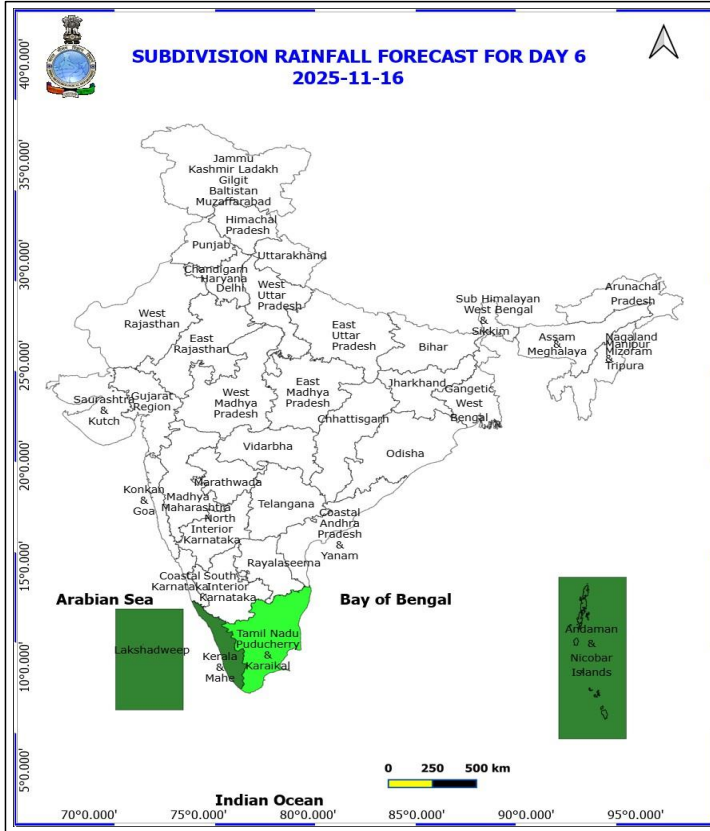 SUBDIVISION RAINFALL FORECAST FOR DAY 6
2025-11-16
40°0.000'
35°0.000'
30°0.000'
25°0.000'
20°0.000'
15°0.000'
10°0.000'
5°0.000'
Jammu
Kashmir Ladakh
Gilgit
Baltistan
Muzaffarabad
Himachal
Pradesh
Punjab
Uttarakhand
Chandigarh
Haryana
Delhi
West
Uttar
Pradesh
Arunachal
Pradesh
West
Rajasthan
Sub Himalayan
West Bengal
&
Sikkim
East
Rajasthan
East
Uttar
Pradesh
Bihar
Assam
&
Meghalaya
Nagaland
Manipur
Mizoram
&
Tripura
Saurashtra
&
Kutch
Gujarat
Region
West
Madhya
Pradesh
East
Madhya
Pradesh
Jharkhand
Gangetic
West
Bengal
Chhattisgarh
Vidarbha
Odisha
Konkan
&
Goa
Madhya
Maharashtra
Marathwada
Telangana
North
Interior
Karnataka
Coastal
Andhra
Pradesh
&
Yanam
Rayalaseema
Coastal
Karnataka
South
Interior
Karnataka
Arabian Sea
Bay of Bengal
Lakshadweep
Kerala
&
Mahe
Tamil Nadu
Puducherry
&
Karaikal
Andaman
&
Nicobar
Islands
0 250 500 km
Indian Ocean
70°0.000' 75°0.000' 80°0.000' 85°0.000' 90°0.000' 95°0.000'